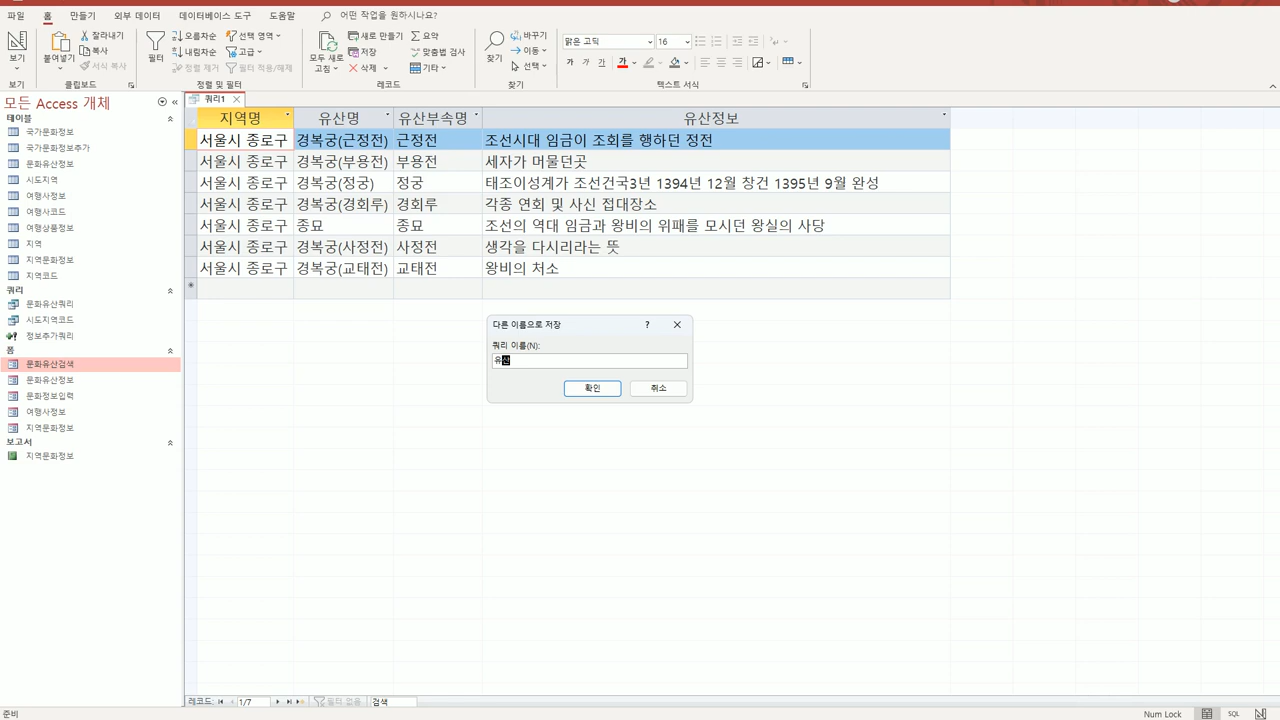 파일 홈 만들기 외부 데이터 데이터베이스 도구 도움말 어떤 작업을 원하시나요?
잘라내기 오름차순 선택 영역 새로 만들기 요약 바꾸기 맑은 고딕 16
복사 내림차순 고급 저장 맞춤법 검사 이동 가 가 가 가
서식 복사 정렬 제거 필터 적용/해제 삭제 기타 선택
보기 붙여넣기 필터 모두 새로 고침 찾기
보기 클립보드 정렬 및 필터 레코드 찾기 텍스트 서식
모든 Access 개체
테이블
국가문화정보
국가문화정보추가
문화유산정보
시도지역
여행사정보
여행사코드
여행상품정보
지역
지역문화정보
지역코드
쿼리
문화유산쿼리
시도지역코드
정보추가쿼리
폼
문화유산검색
문화유산정보
문화정보입력
여행사정보
지역문화정보
보고서
지역문화정보
쿼리1
지역명 유산명 유산부속명 유산정보
서울시 종로구 경복궁(근정전) 근정전 조선시대 임금이 조회를 행하던 정전
서울시 종로구 경복궁(부용전) 부용전 세자가 머물던곳
서울시 종로구 경복궁(정궁) 정궁 태조이성계가 조선건국3년 1394년 12월 창건 1395년 9월 완성
서울시 종로구 경복궁(경회루) 경회루 각종 연회 및 사신 접대장소
서울시 종로구 종묘 종묘 조선의 역대 임금과 왕비의 위패를 모시던 왕실의 사당
서울시 종로구 경복궁(사정전) 사정전 생각을 다시리라는 뜻
서울시 종로구 경복궁(교태전) 교태전 왕비의 처소
다른 이름으로 저장 ?
쿼리 이름(N):
유산
확인 취소
레코드: 1/7 필터 없음 검색
준비 Num Lock SQL